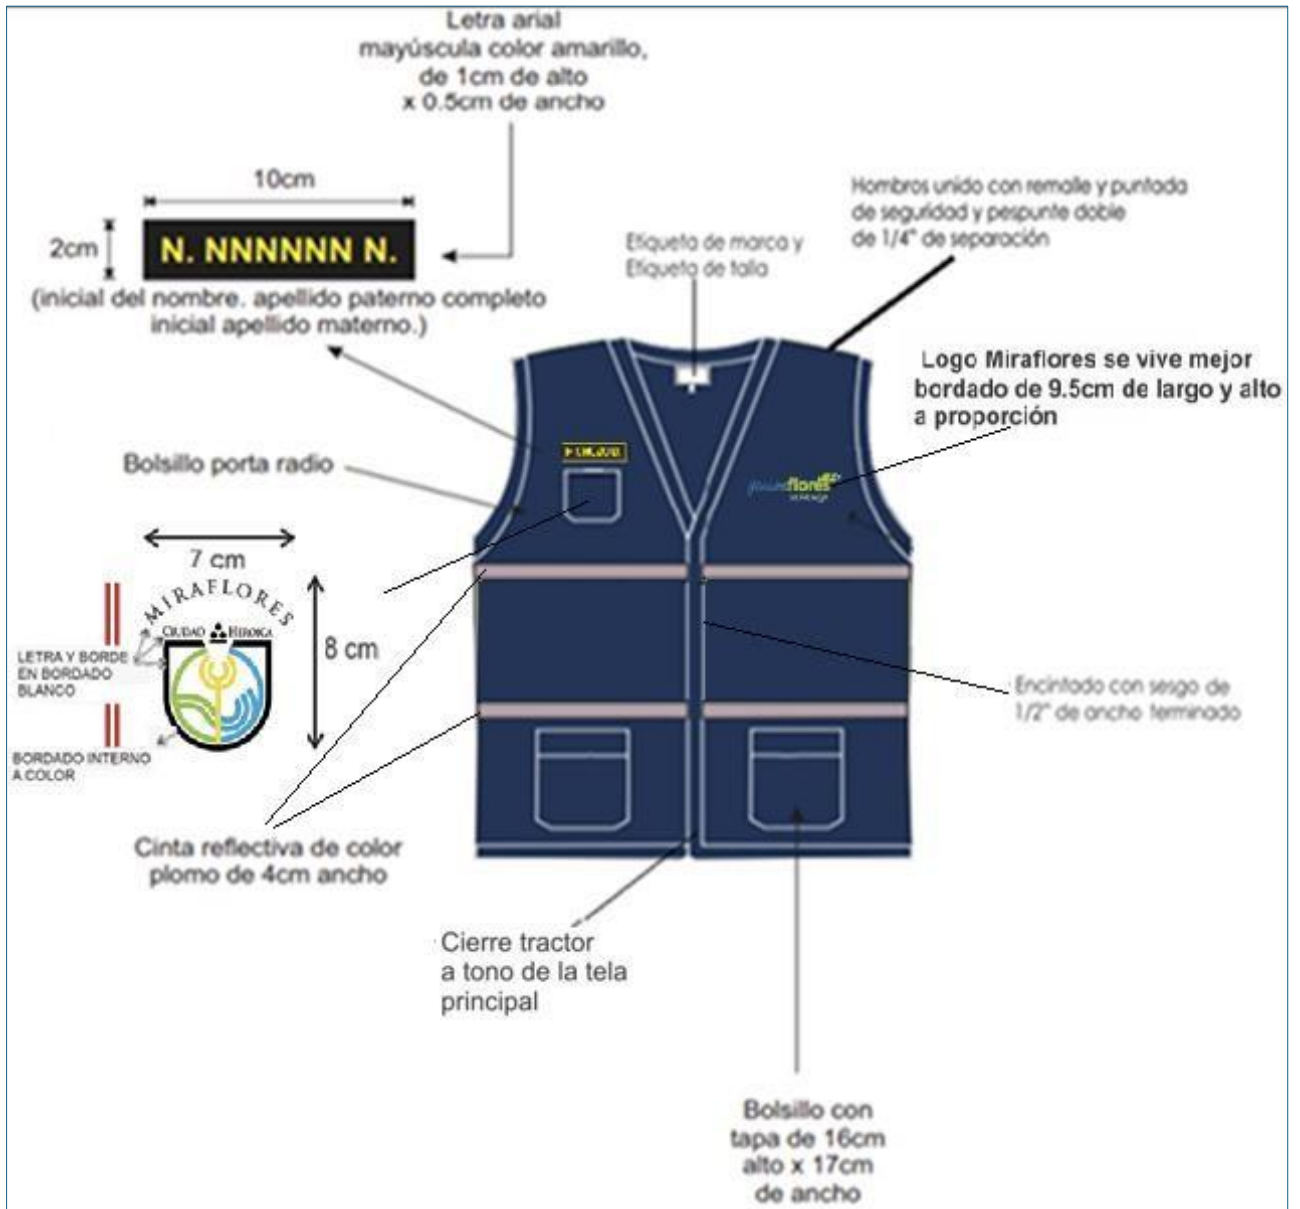 Letra arial
mayúscula color amarillo,
de 1cm de alto
x 0.5cm de ancho
10cm
2cm
N. NNNNNN N.
(inicial del nombre. apellido paterno completo
inicial apellido materno.)
Hombros unido con remalle y puntada
de seguridad y pespunte doble
de 1/4" de separación
Etiqueta de marca y
Etiqueta de talla
Logo Miraflores se vive mejor
bordado de 9.5cm de largo y alto
a proporción
Bolsillo porta radio
flores
7 cm
MIRAFLORES
CIUDAD HEROICA
8 cm
LETRA Y BORDE
EN BORDADO
BLANCO
BORDADO INTERNO
A COLOR
Encintado con sesgo de
1/2" de ancho terminado
Cinta reflectiva de color
plomo de 4cm ancho
Cierre tractor
a tono de la tela
principal
Bolsillo con
tapa de 16cm
alto x 17cm
de ancho